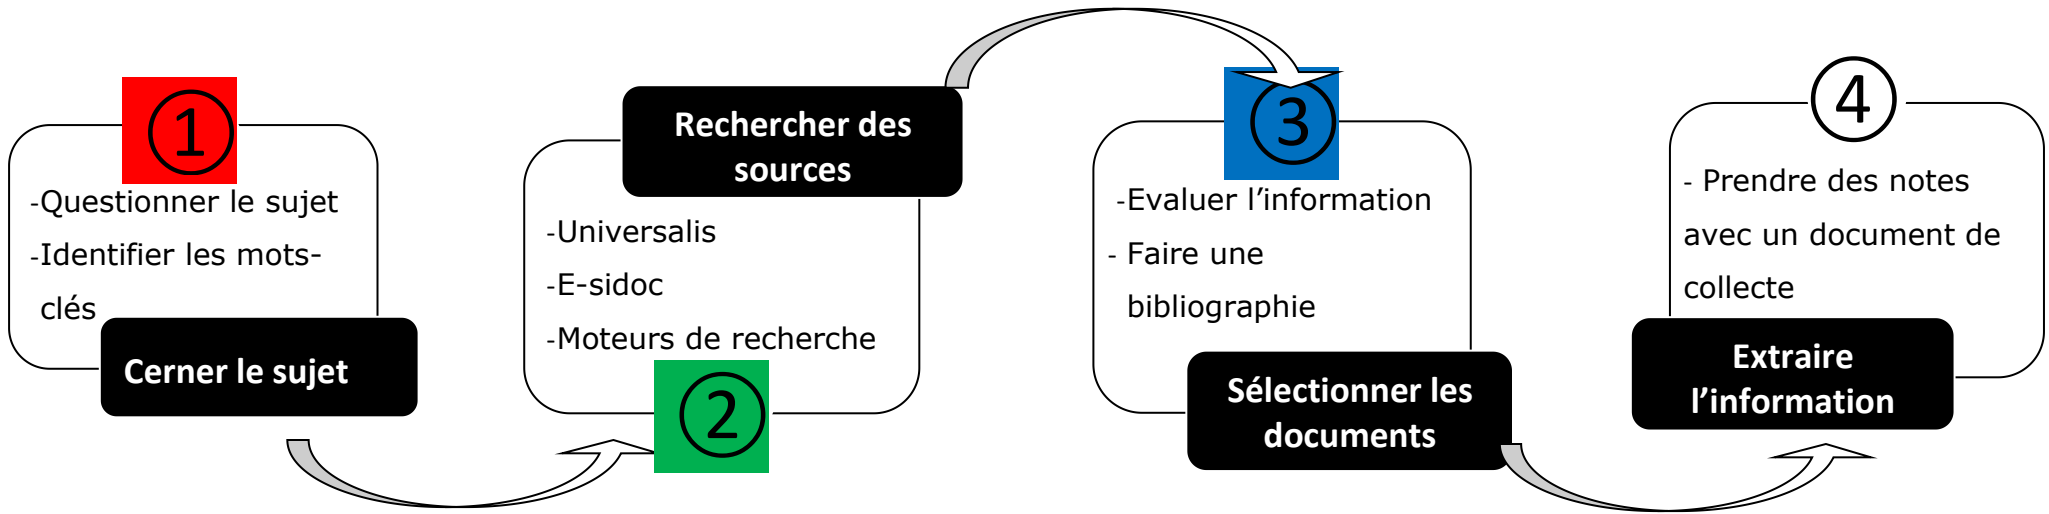 ①
-Questionner le sujet
-Identifier les mots-
clés
Cerner le sujet
Rechercher des
sources
-Universalis
-E-sidoc
-Moteurs de recherche
②
③
-Evaluer l’information
- Faire une
bibliographie
Sélectionner les
documents
④
- Prendre des notes
avec un document de
collecte
Extraire
l’information